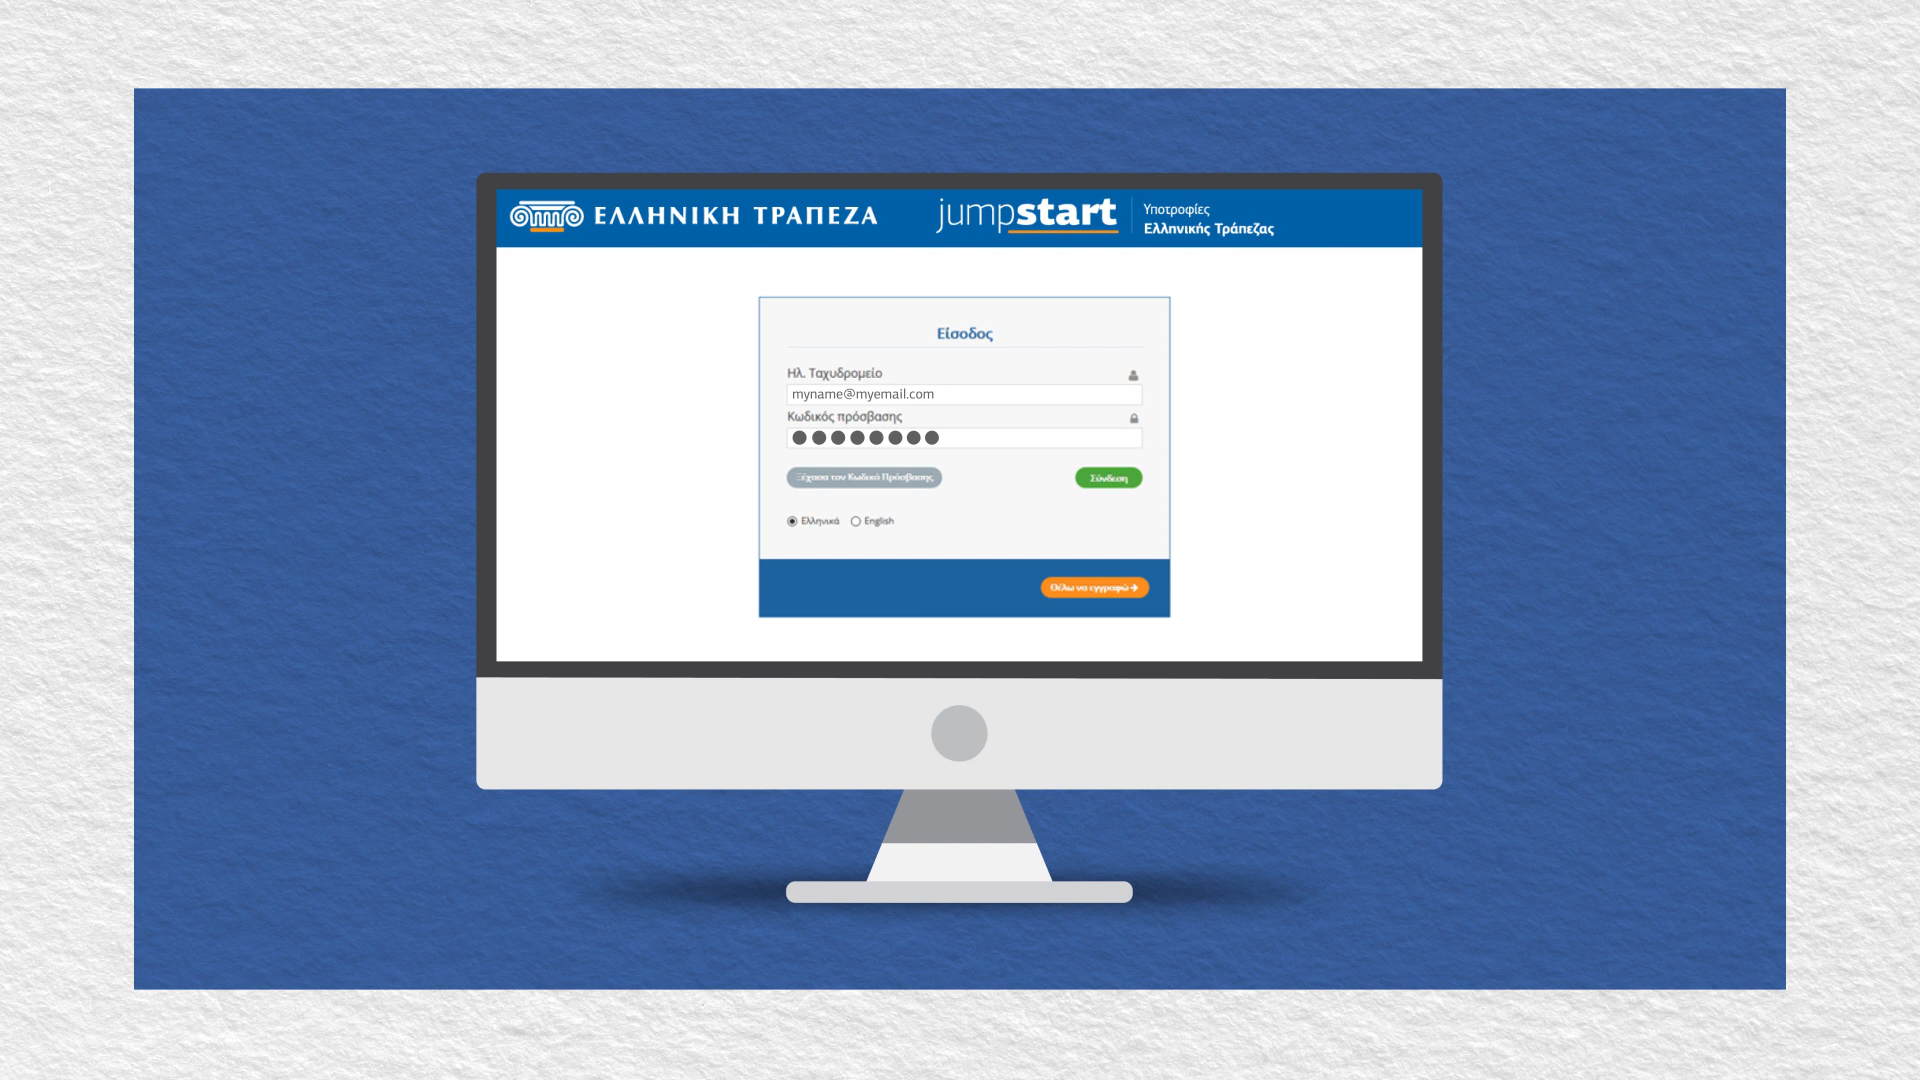 ΕΛΛΗΝΙΚΗ ΤΡΑΠΕΖΑ
jumpstart
Υποτροφίες
Ελληνικής Τράπεζας
Είσοδος
Ηλ. Ταχυδρομείο
myname@myemail.com
Κωδικός πρόσβασης
Ξέχασα τον Κωδικό Πρόσβασης
Σύνδεση
Ελληνικά
English
Θέλω να εγγραφώ